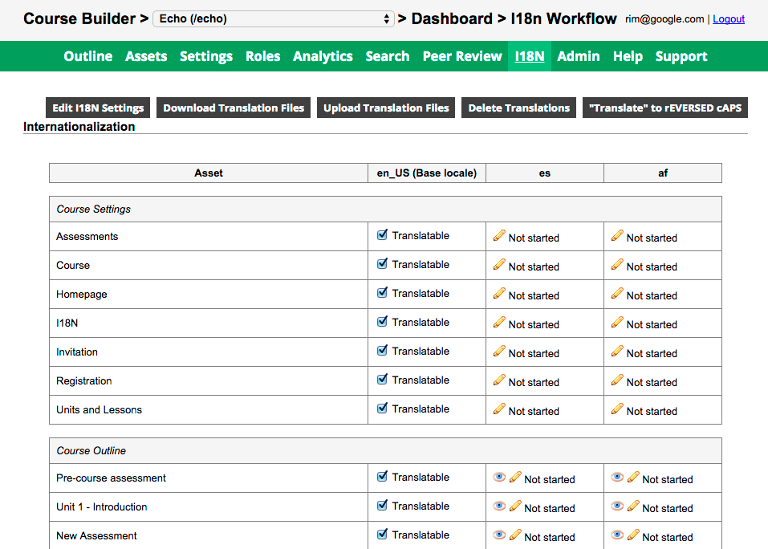 Course Builder > Echo (/echo) > Dashboard > I18n Workflow rim@google.com | Logout
Outline Assets Settings Roles Analytics Search Peer Review I18N Admin Help Support
Edit I18N Settings Download Translation Files Upload Translation Files Delete Translations "Translate" to rEVERSED cAPS
Internationalization
Asset en_US (Base locale) es af
Course Settings
Assessments Translatable Not started Not started
Course Translatable Not started Not started
Homepage Translatable Not started Not started
I18N Translatable Not started Not started
Invitation Translatable Not started Not started
Registration Translatable Not started Not started
Units and Lessons Translatable Not started Not started
Course Outline
Pre-course assessment Translatable Not started Not started
Unit 1 - Introduction Translatable Not started Not started
New Assessment Translatable Not started Not started